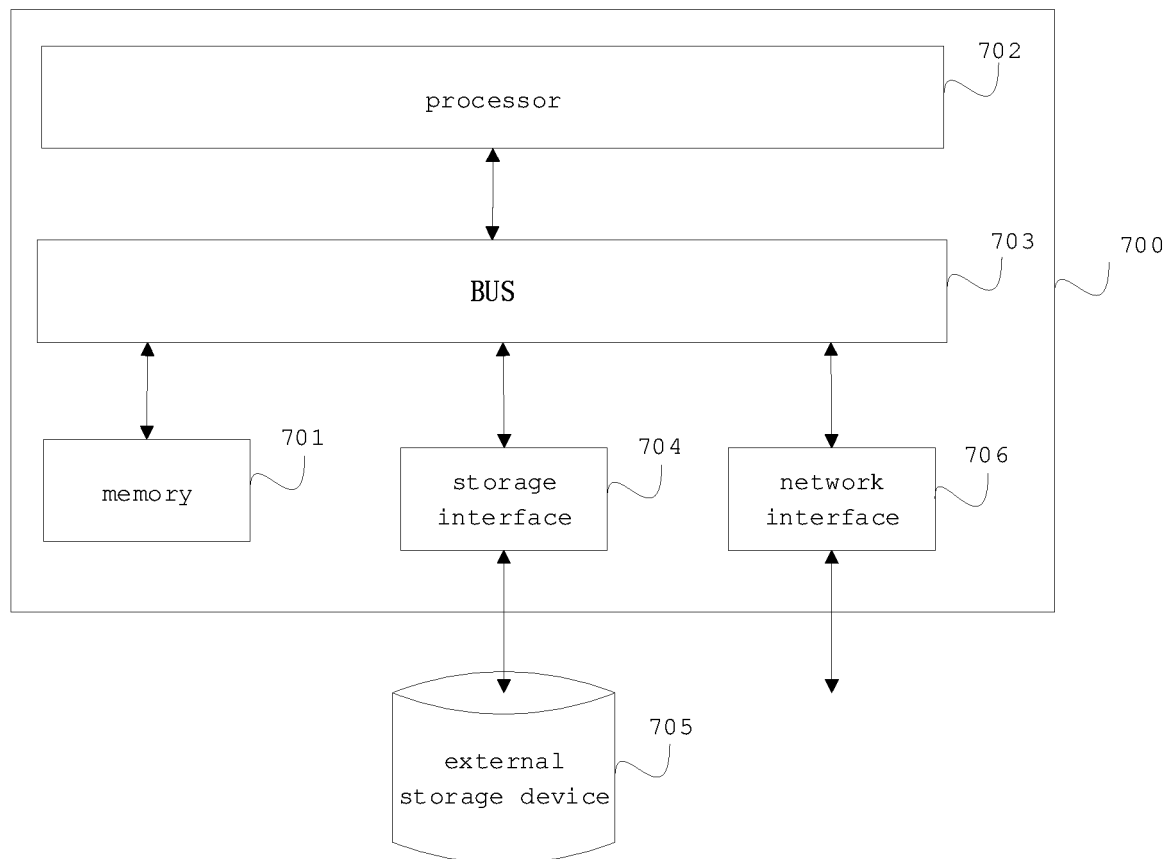 702
processor
703
700
BUS
701
memory
704
storage
interface
706
network
interface
705
external
storage device